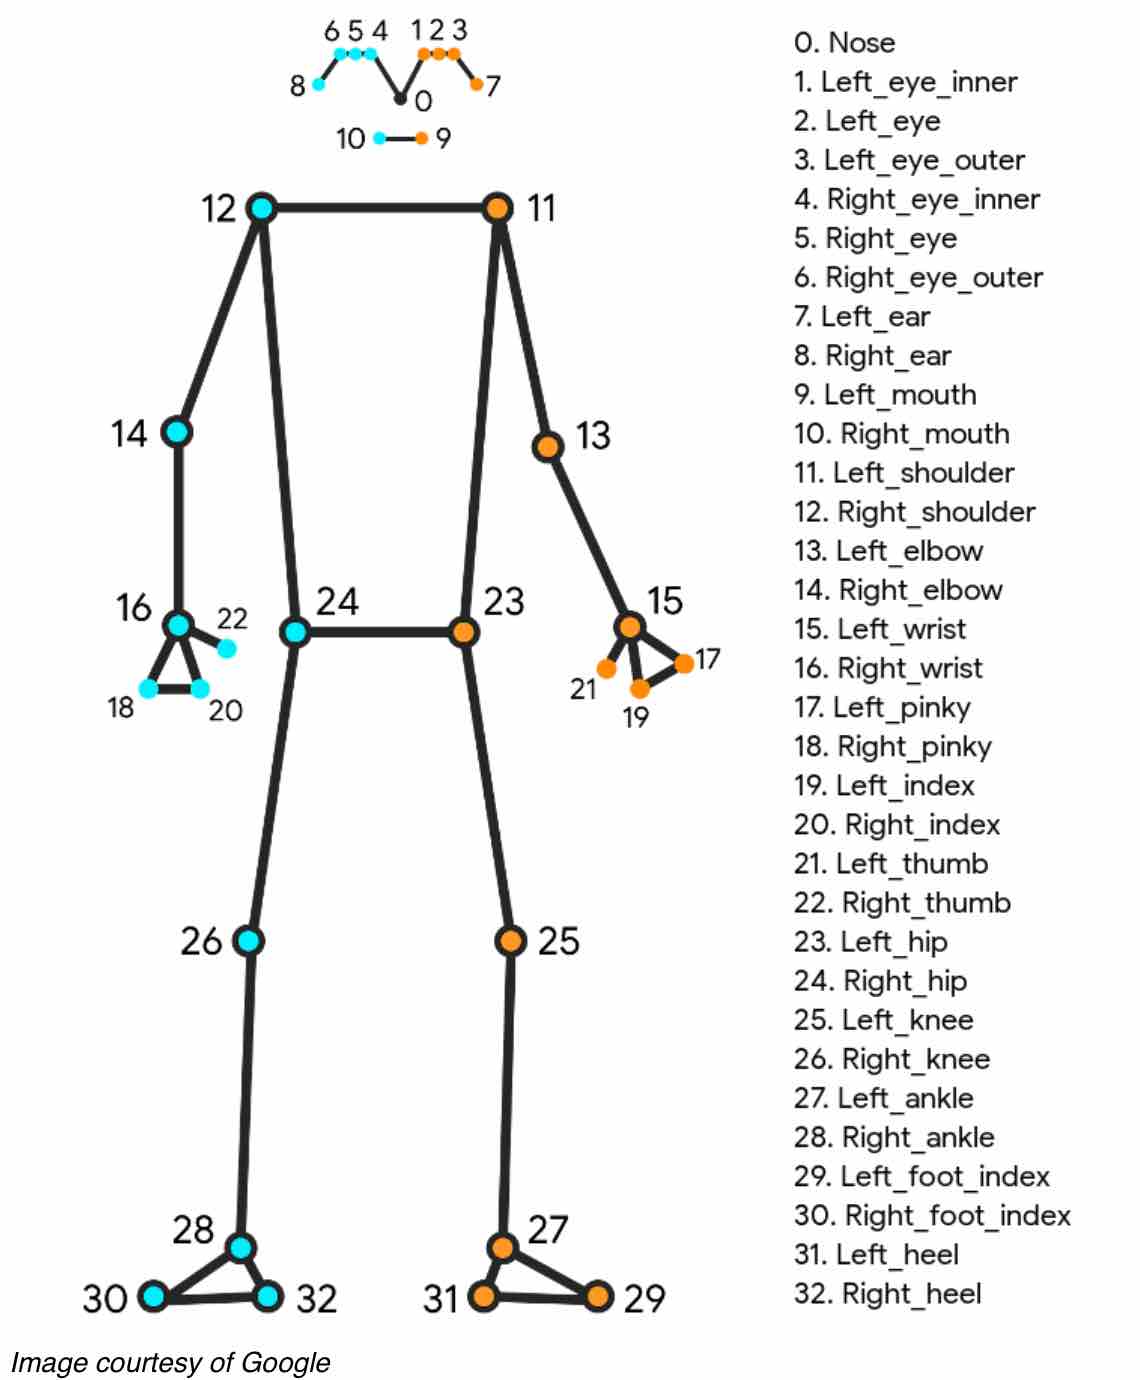 6 5 4 1 2 3
8 0 7
10 9
12 11
14 13
16 22 24 23 15
18 20 21 19 17
26 25
28 27
30 32 31 29
0. Nose
1. Left_eye_inner
2. Left_eye
3. Left_eye_outer
4. Right_eye_inner
5. Right_eye
6. Right_eye_outer
7. Left_ear
8. Right_ear
9. Left_mouth
10. Right_mouth
11. Left_shoulder
12. Right_shoulder
13. Left_elbow
14. Right_elbow
15. Left_wrist
16. Right_wrist
17. Left_pinky
18. Right_pinky
19. Left_index
20. Right_index
21. Left_thumb
22. Right_thumb
23. Left_hip
24. Right_hip
25. Left_knee
26. Right_knee
27. Left_ankle
28. Right_ankle
29. Left_foot_index
30. Right_foot_index
31. Left_heel
32. Right_heel
Image courtesy of Google